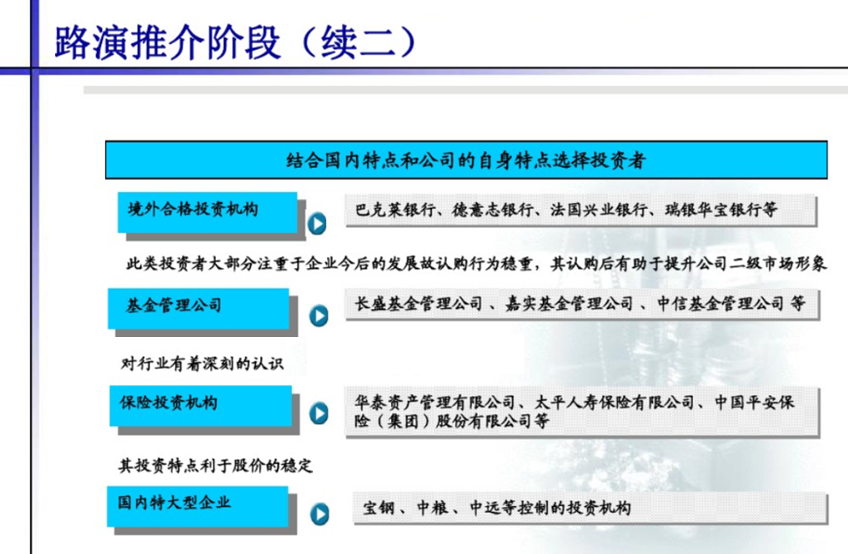 路演推介阶段（续二）
结合国内特点和公司的自身特点选择投资者
境外合格投资机构
巴克莱银行、德意志银行、法国兴业银行、瑞银华宝银行等
此类投资者大部分注重于企业今后的发展故认购行为稳重，其认购后有助于提升公司二级市场形象
基金管理公司
长盛基金管理公司、嘉实基金管理公司、中信基金管理公司 等
对行业有着深刻的认识
保险投资机构
华泰资产管理有限公司、太平人寿保险有限公司、中国平安保
险（集团）股份有限公司等
其投资特点利于股价的稳定
国内特大型企业
宝钢、中粮、中远等控制的投资机构